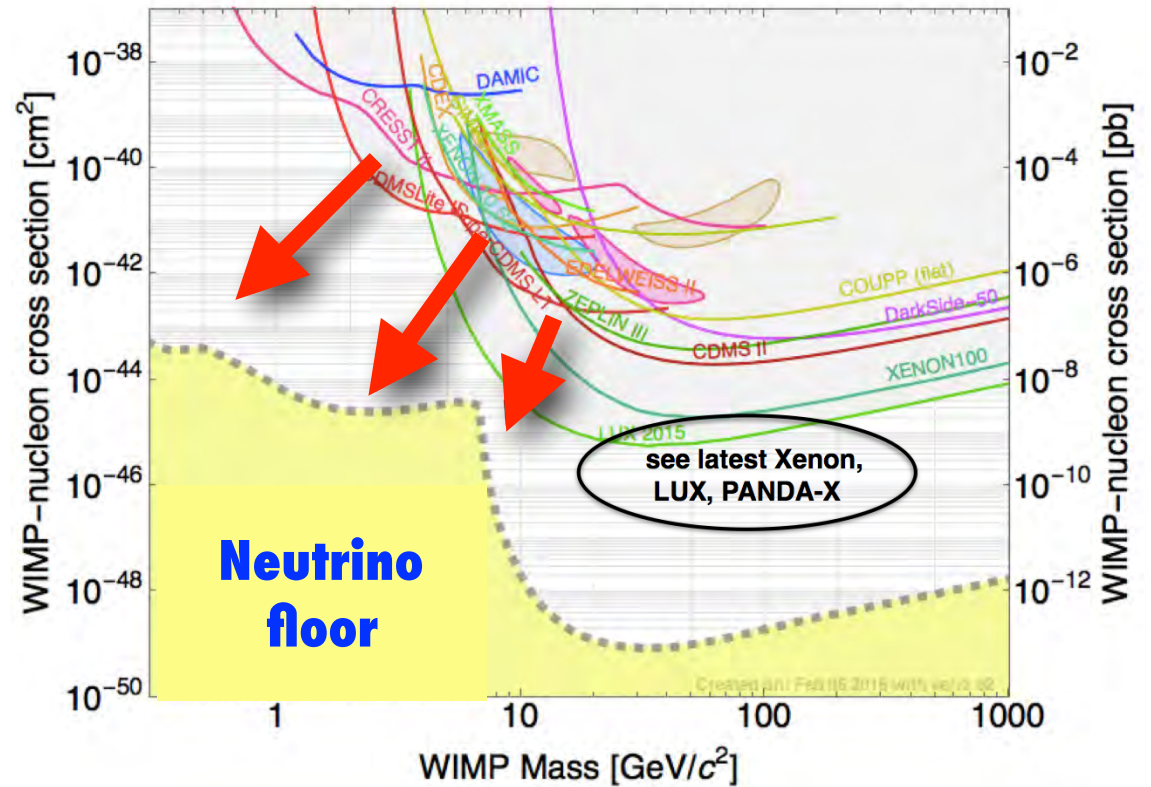 10−38
10−40
10−42
10−44
10−46
10−48
10−50
WIMP−nucleon cross section [cm2]
10−2
10−4
10−6
10−8
10−10
10−12
WIMP−nucleon cross section [pb]
1
10
100
1000
WIMP Mass [GeV/c2]
DAMIC
CRESST II
CDEX
XMASS
EDELWEISS II
ZEPLIN III
COUPP (flat)
DarkSide−50
CDMS II
XENON100
LUX 2015
see latest Xenon,
LUX, PANDA-X
Neutrino
floor